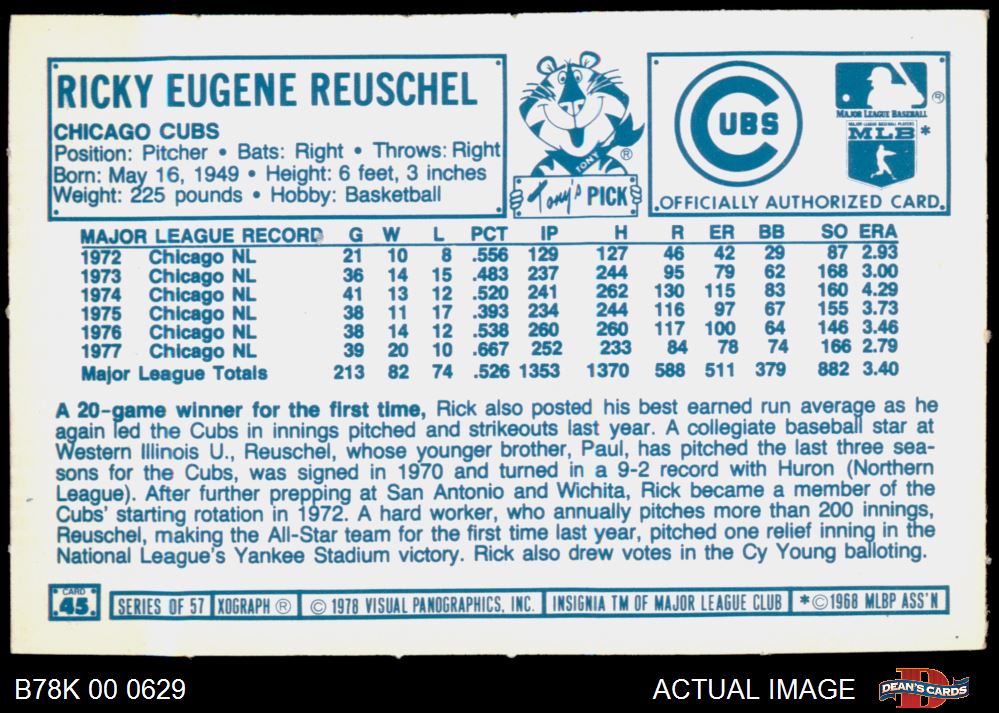 RICKY EUGENE REUSCHEL
CHICAGO CUBS
Position: Pitcher • Bats: Right • Throws: Right
Born: May 16, 1949 • Height: 6 feet, 3 inches
Weight: 225 pounds • Hobby: Basketball
TONY
®
Tony's PICK
CUBS
®
MAJOR LEAGUE BASEBALL
MAJOR LEAGUE BASEBALL PLAYERS
MLB *
OFFICIALLY AUTHORIZED CARD
MAJOR LEAGUE RECORD G W L PCT IP H R ER BB SO ERA
1972 Chicago NL 21 10 8 .556 129 127 46 42 29 87 2.93
1973 Chicago NL 36 14 15 .483 237 244 95 79 62 168 3.00
1974 Chicago NL 41 13 12 .520 241 262 130 115 83 160 4.29
1975 Chicago NL 38 11 17 .393 234 244 116 97 67 155 3.73
1976 Chicago NL 38 14 12 .538 260 260 117 100 64 146 3.46
1977 Chicago NL 39 20 10 .667 252 233 84 78 74 166 2.79
Major League Totals 213 82 74 .526 1353 1370 588 511 379 882 3.40
A 20-game winner for the first time, Rick also posted his best earned run average as he
again led the Cubs in innings pitched and strikeouts last year. A collegiate baseball star at
Western Illinois U., Reuschel, whose younger brother, Paul, has pitched the last three sea-
sons for the Cubs, was signed in 1970 and turned in a 9-2 record with Huron (Northern
League). After further prepping at San Antonio and Wichita, Rick became a member of the
Cubs' starting rotation in 1972. A hard worker, who annually pitches more than 200 innings,
Reuschel, making the All-Star team for the first time last year, pitched one relief inning in the
National League's Yankee Stadium victory. Rick also drew votes in the Cy Young balloting.
CARD
45
SERIES OF 57 XOGRAPH ® © 1978 VISUAL PANOGRAPHICS, INC. INSIGNIA TM OF MAJOR LEAGUE CLUB * © 1968 MLBP ASS'N
B78K 00 0629
ACTUAL IMAGE
D
DEAN'S CARDS